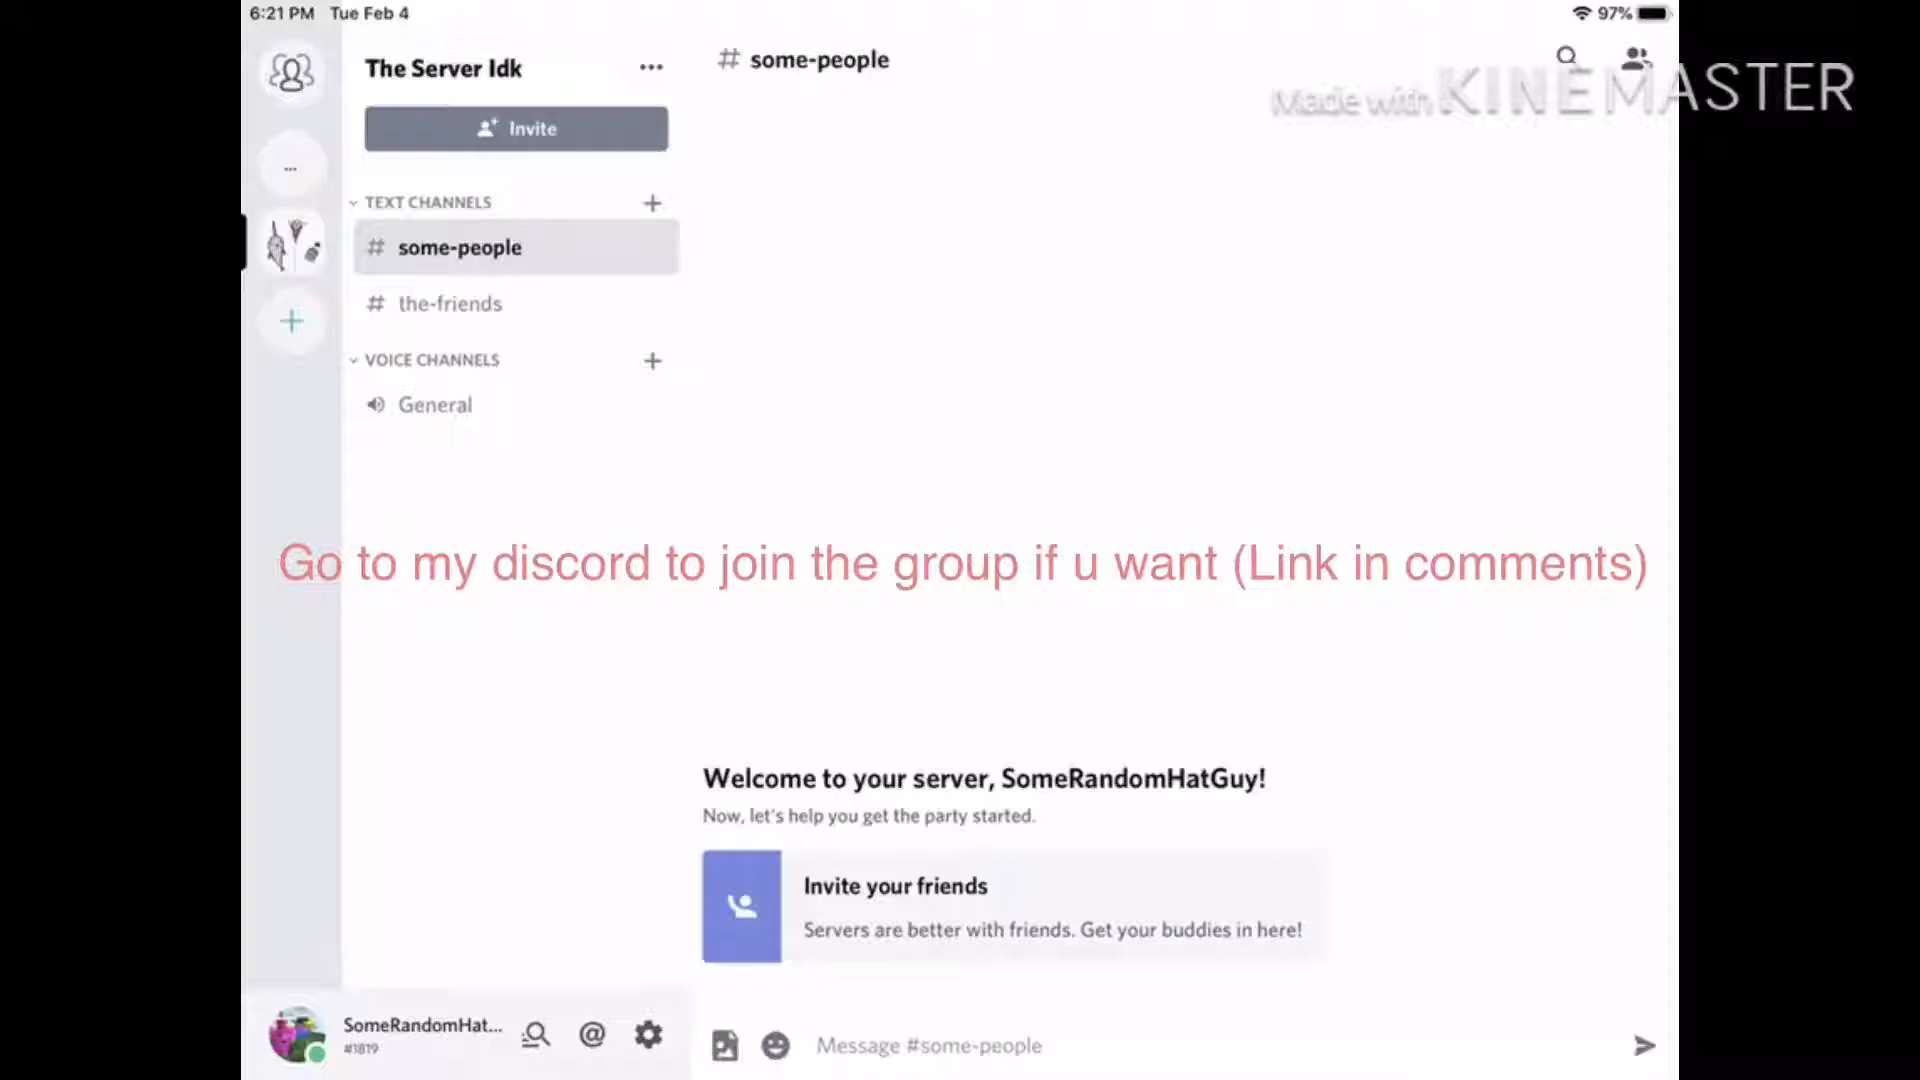 6:21 PM Tue Feb 4
97%
The Server Idk
# some-people
Made with KINEMASTER
Invite
TEXT CHANNELS
# some-people
# the-friends
VOICE CHANNELS
General
Go to my discord to join the group if u want (Link in comments)
Welcome to your server, SomeRandomHatGuy!
Now, let's help you get the party started.
Invite your friends
Servers are better with friends. Get your buddies in here!
SomeRandomHat...
#1819
Message #some-people